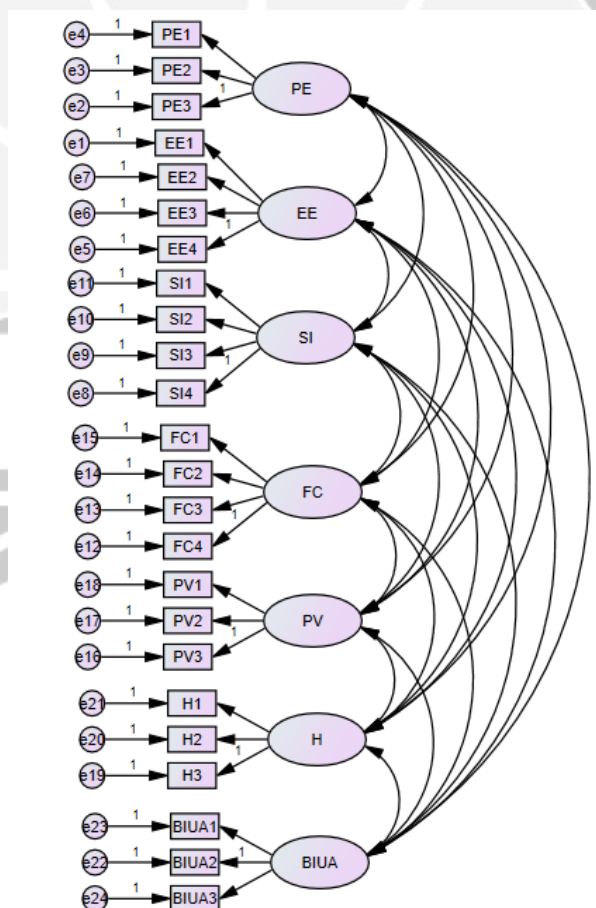 e4 1 PE1
e3 1 PE2 PE
e2 1 PE3 1
e1 1 EE1
e7 1 EE2
e6 1 EE3 EE
e5 1 EE4 1
e11 1 SI1
e10 1 SI2 SI
e9 1 SI3
e8 1 SI4 1
e15 1 FC1
e14 1 FC2 FC
e13 1 FC3
e12 1 FC4 1
e18 1 PV1
e17 1 PV2 PV
e16 1 PV3 1
e21 1 H1
e20 1 H2 H
e19 1 H3 1
e23 1 BIUA1
e22 1 BIUA2 1 BIUA
e24 1 BIUA3